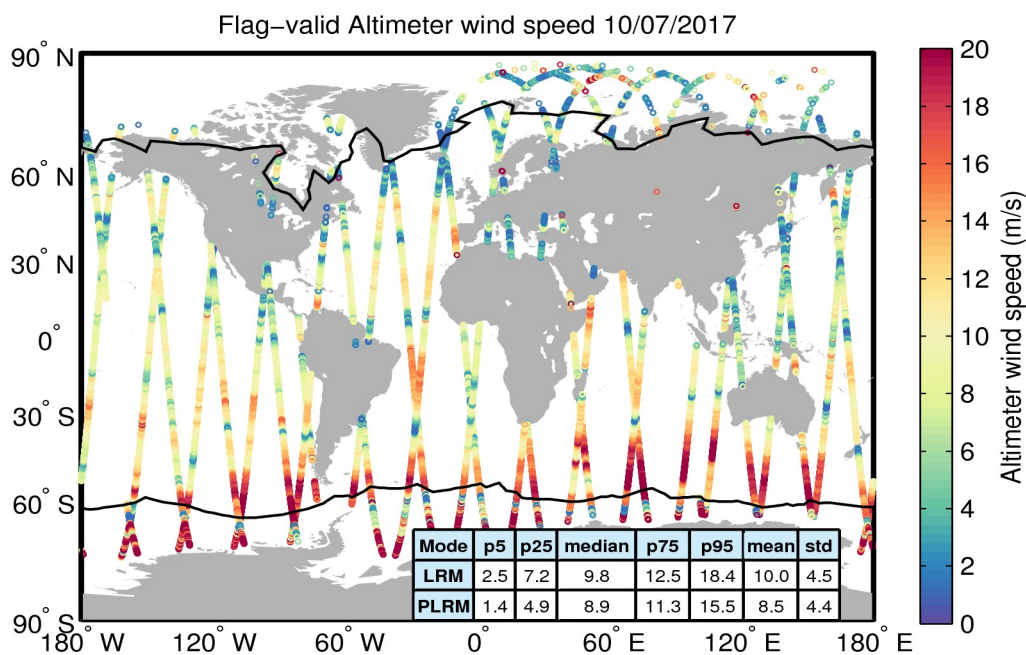 Flag−valid Altimeter wind speed 10/07/2017
90° N
60° N
30° N
0°
30° S
60° S
90° S
180° W
120° W
60° W
0°
60° E
120° E
180° E
Mode p5 p25 median p75 p95 mean std
LRM 2.5 7.2 9.8 12.5 18.4 10.0 4.5
PLRM 1.4 4.9 8.9 11.3 15.5 8.5 4.4
20
18
16
14
12
10
8
6
4
2
0
Altimeter wind speed (m/s)